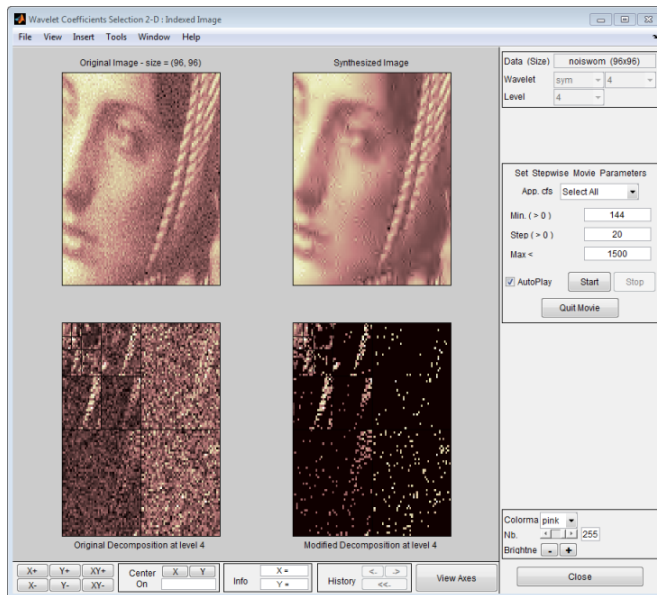 Wavelet Coefficients Selection 2-D : Indexed Image
File View Insert Tools Window Help
Original Image - size = (96, 96)
Synthesized Image
Original Decomposition at level 4
Modified Decomposition at level 4
Data (Size) noiswom (96x96)
Wavelet sym 4
Level 4
Set Stepwise Movie Parameters
App. cfs Select All
Min. ( > 0 ) 144
Step ( > 0 ) 20
Max < 1500
AutoPlay Start Stop
Quit Movie
Colorma pink
Nb. 255
Brightne - +
X+ Y+ XY+
X- Y- XY-
Center On X Y
Info X = Y =
History <- -> <<-
View Axes
Close